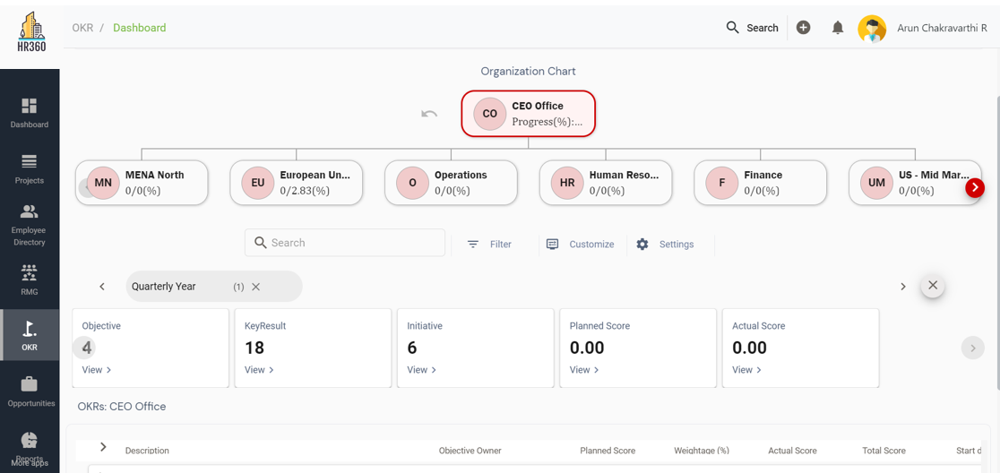 HR360
OKR / Dashboard
Search
Arun Chakravarthi R
Dashboard
Projects
Employee
Directory
RMG
OKR
Opportunities
Reports
More apps
Organization Chart
CO
CEO Office
Progress(%):...
MN
MENA North
0/0(%)
EU
European Un...
0/2.83(%)
O
Operations
0/0(%)
HR
Human Reso...
0/0(%)
F
Finance
0/0(%)
UM
US - Mid Mar...
0/0(%)
Search
Filter
Customize
Settings
Quarterly Year (1)
Objective
4
View
KeyResult
18
View
Initiative
6
View
Planned Score
0.00
View
Actual Score
0.00
View
OKRs: CEO Office
Description Objective Owner Planned Score Weightage (%) Actual Score Total Score Start d